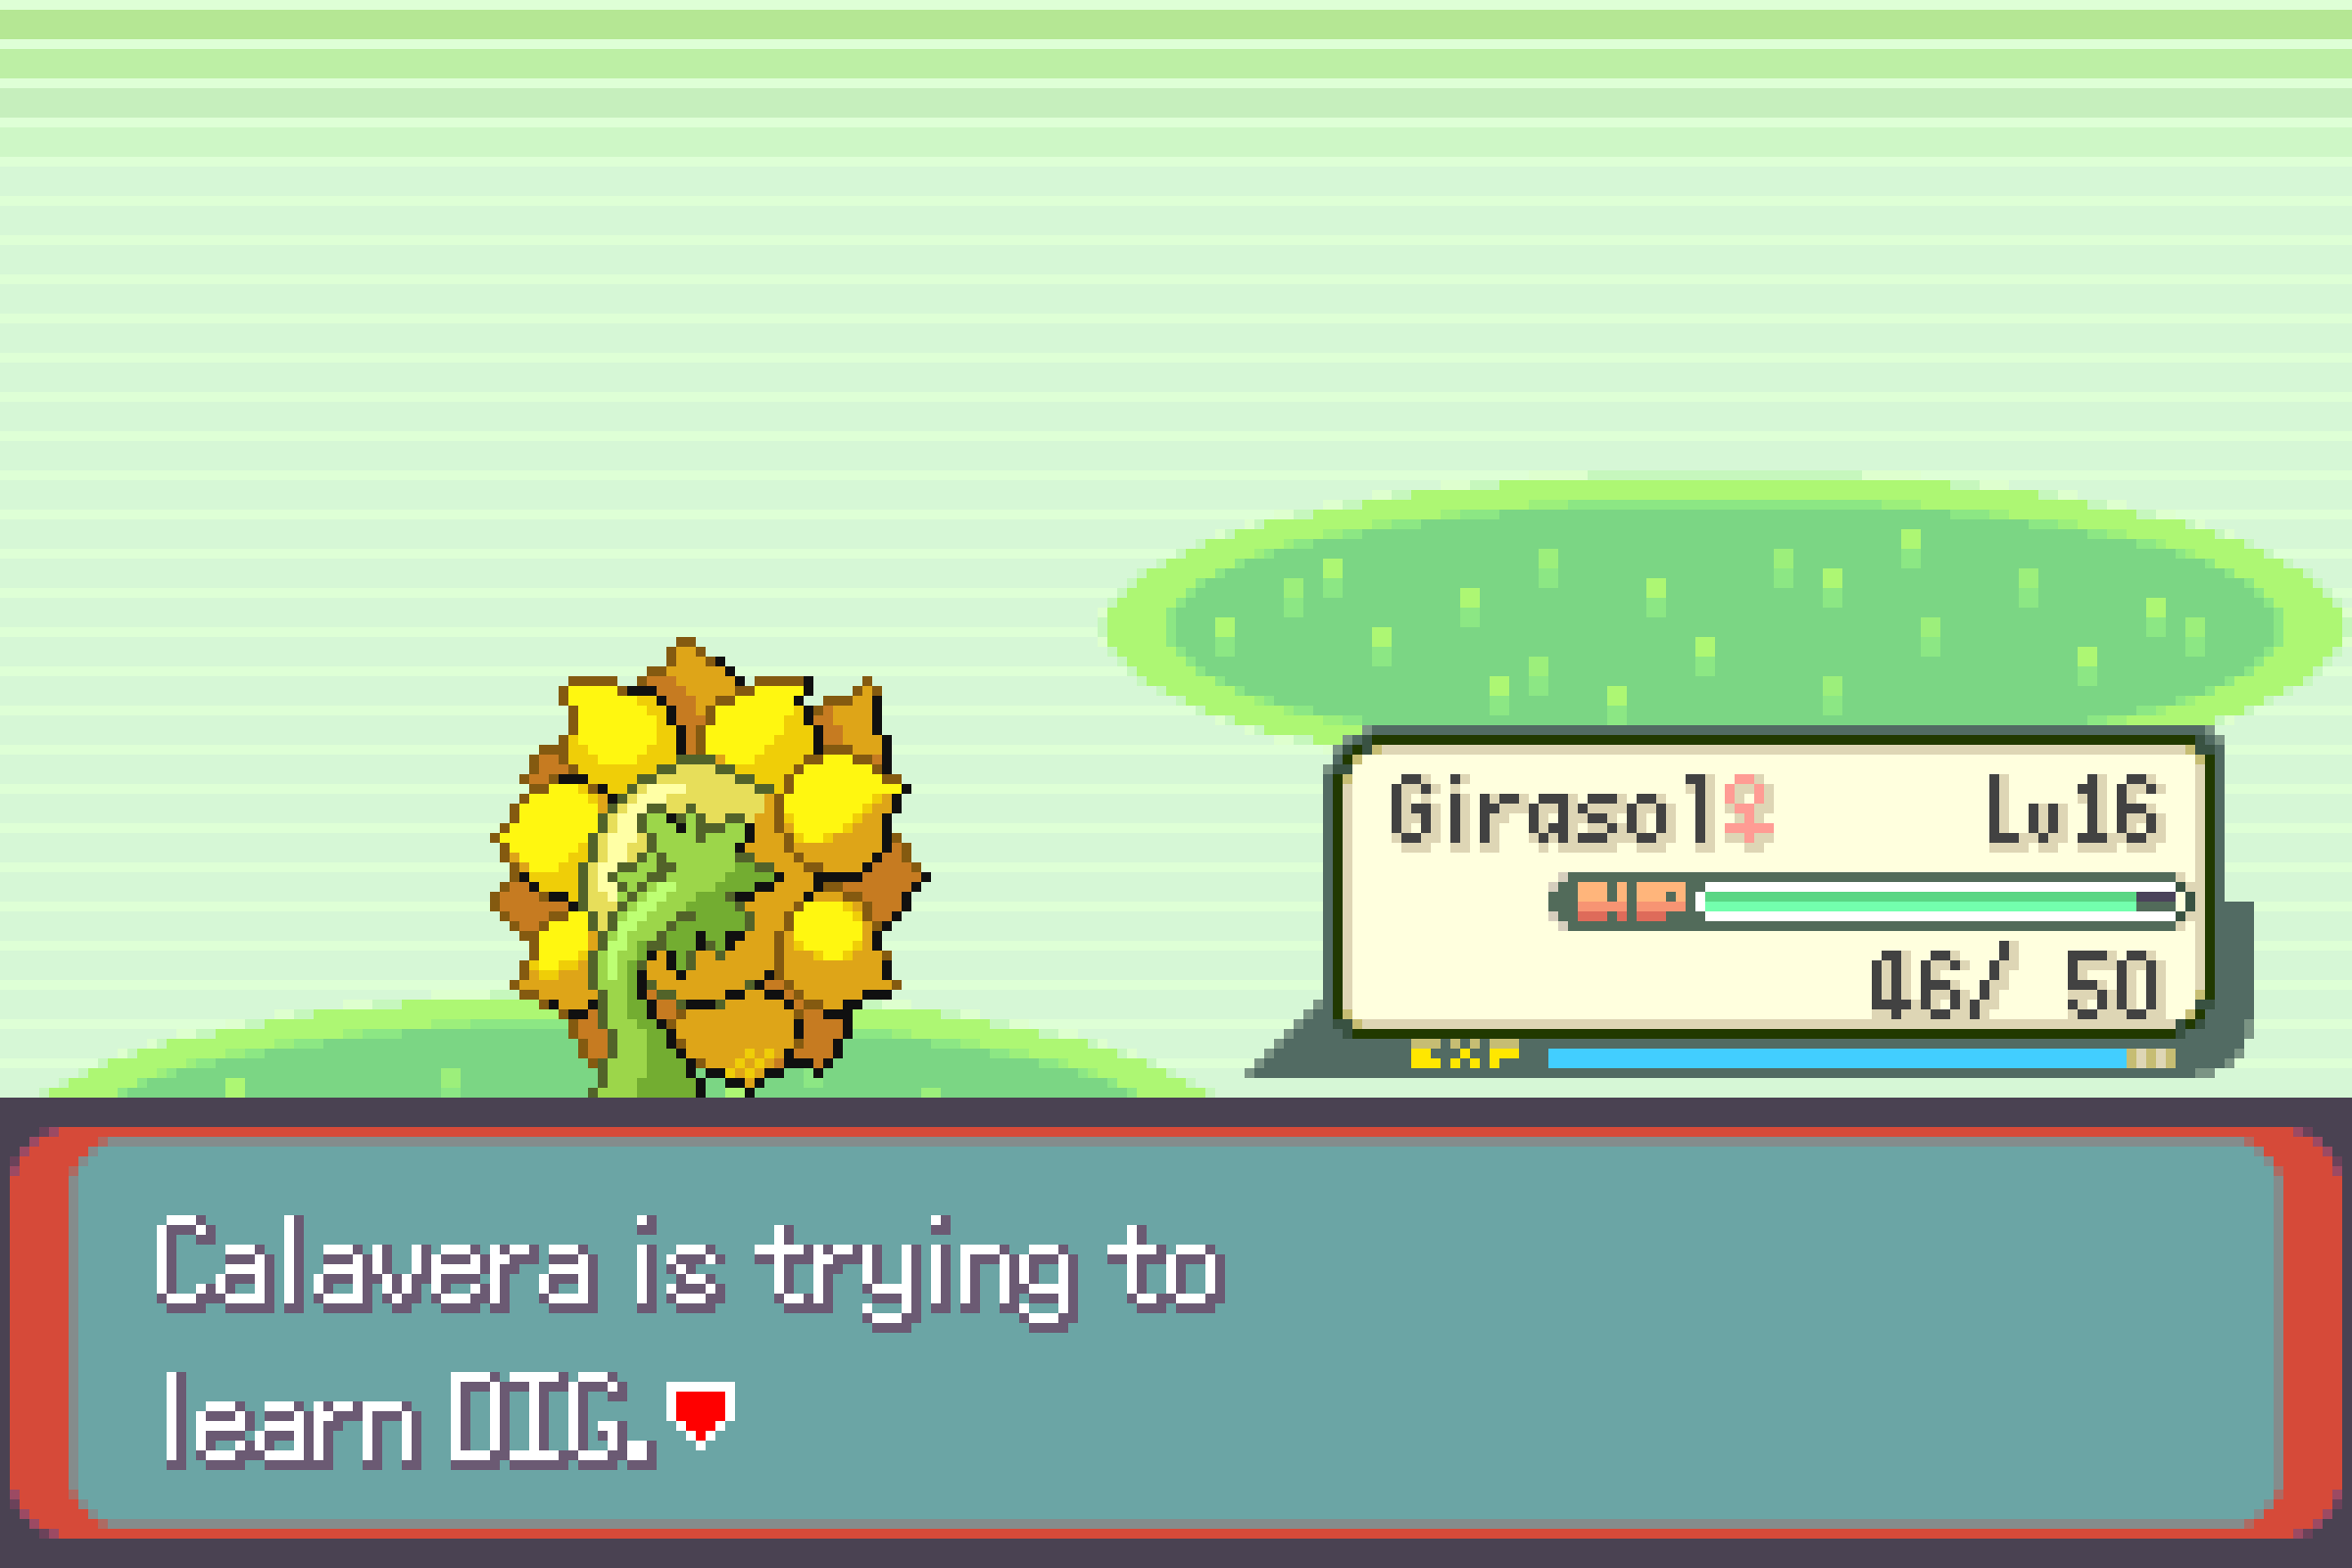 Girasol♀ Lv16
HP
46/ 50
EXP
Calavera is trying to
learn DIG.